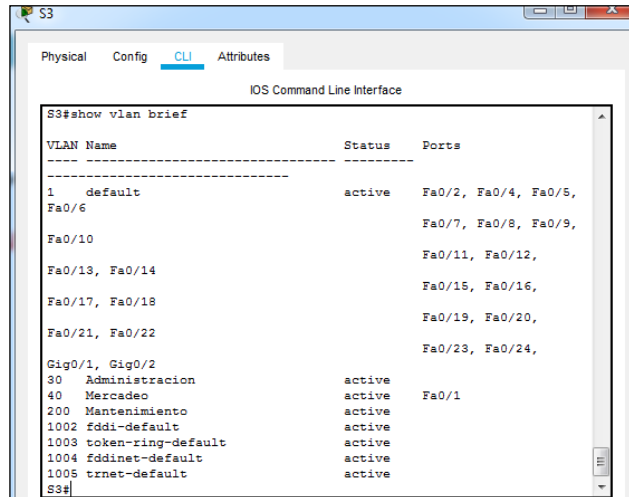 S3
Physical Config CLI Attributes
IOS Command Line Interface
S3#show vlan brief
VLAN Name Status Ports
---- -------------------------------- ---------
-------------------------------
1 default active Fa0/2, Fa0/4, Fa0/5,
Fa0/6
Fa0/7, Fa0/8, Fa0/9,
Fa0/10
Fa0/11, Fa0/12,
Fa0/13, Fa0/14
Fa0/15, Fa0/16,
Fa0/17, Fa0/18
Fa0/19, Fa0/20,
Fa0/21, Fa0/22
Fa0/23, Fa0/24,
Gig0/1, Gig0/2
30 Administracion active
40 Mercadeo active Fa0/1
200 Mantenimiento active
1002 fddi-default active
1003 token-ring-default active
1004 fddinet-default active
1005 trnet-default active
S3#